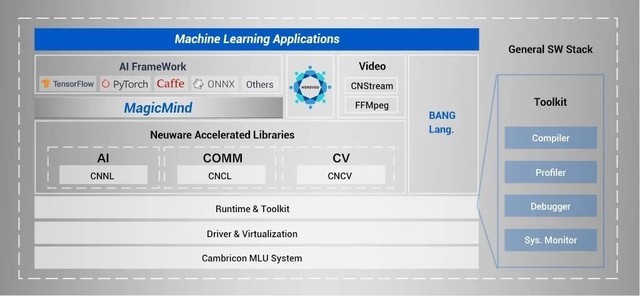 Machine Learning Applications
AI FrameWork
TensorFlow
PyTorch
Caffe
ONNX
Others
MagicMind
HOROVOD
Video
CNStream
FFMpeg
BANG
Lang.
Neuware Accelerated Libraries
AI
CNNL
COMM
CNCL
CV
CNCV
Runtime & Toolkit
Driver & Virtualization
Cambricon MLU System
General SW Stack
Toolkit
Compiler
Profiler
Debugger
Sys. Monitor